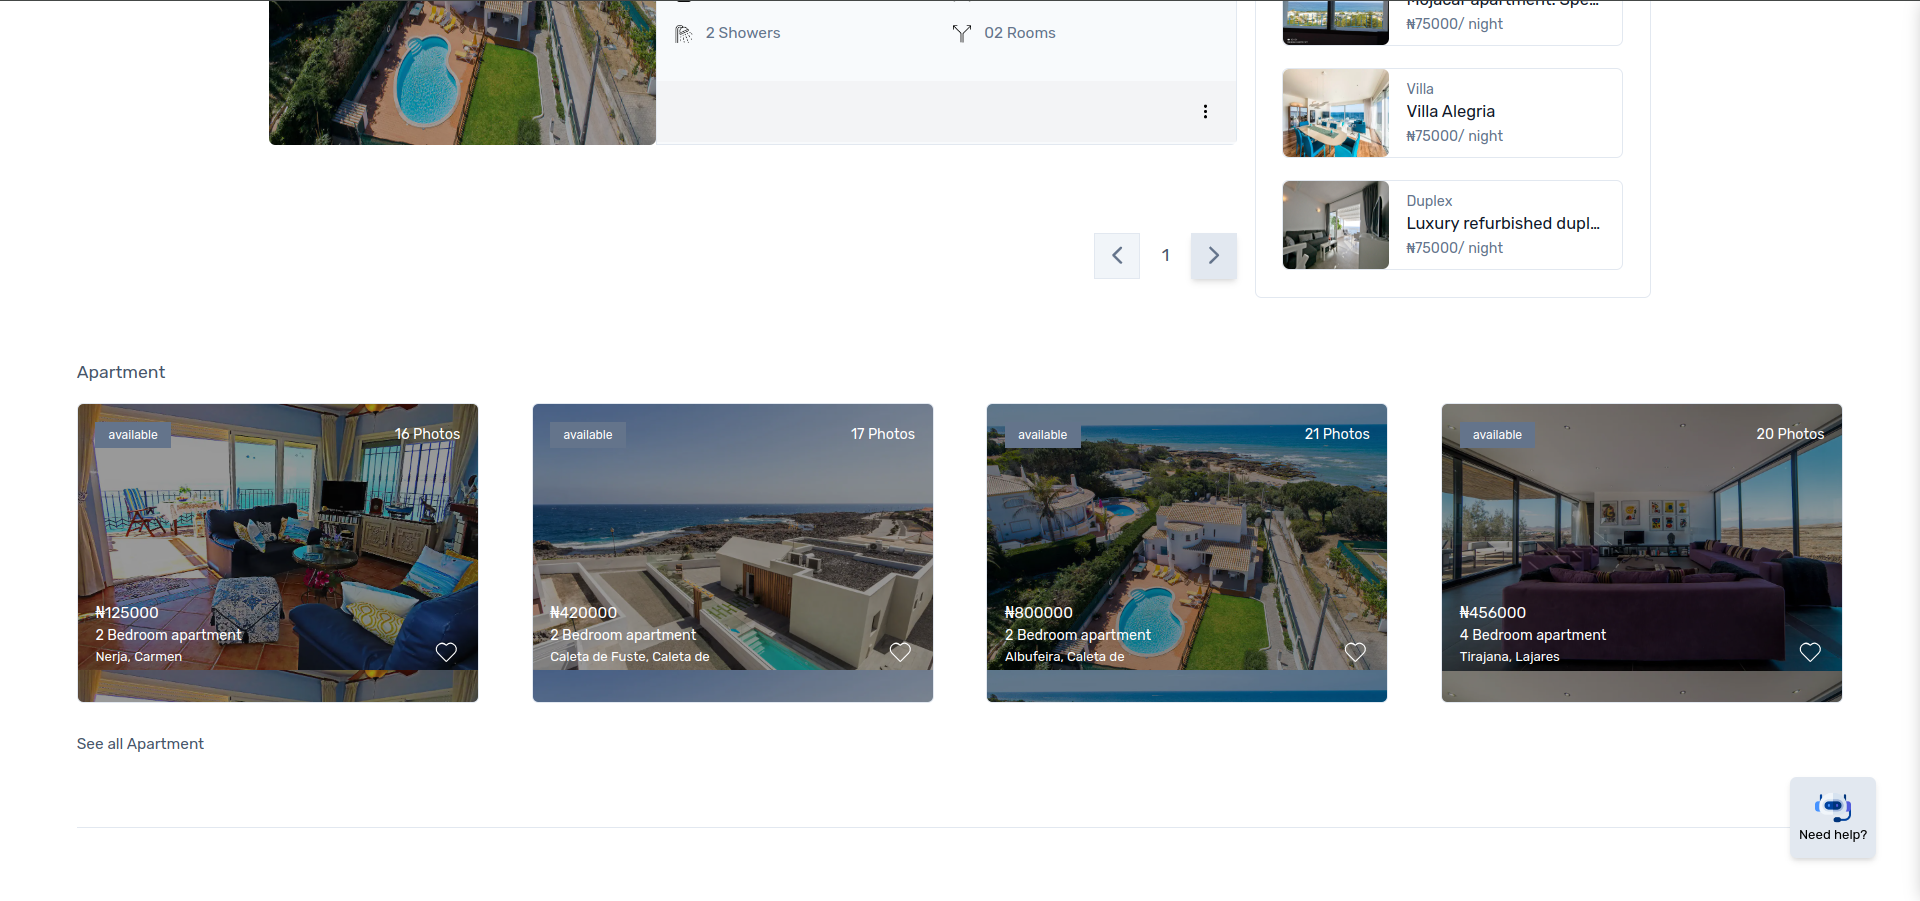 2 Showers
02 Rooms
₦75000/ night
Villa
Villa Alegria
₦75000/ night
Duplex
Luxury refurbished dupl...
₦75000/ night
1
Apartment
available
16 Photos
₦125000
2 Bedroom apartment
Nerja, Carmen
available
17 Photos
₦420000
2 Bedroom apartment
Caleta de Fuste, Caleta de
available
21 Photos
₦800000
2 Bedroom apartment
Albufeira, Caleta de
available
20 Photos
₦456000
4 Bedroom apartment
Tirajana, Lajares
See all Apartment
Need help?